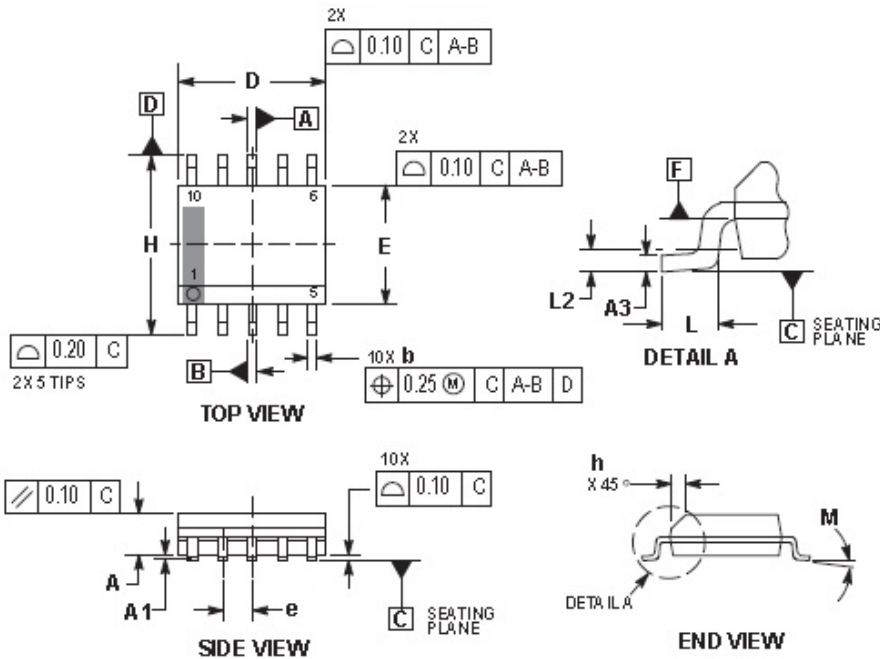 2X
⌓ 0.10 C A-B
D
D
A
2X
⌓ 0.10 C A-B
10
6
H
E
1
5
⌓ 0.20 C
2X 5 TIPS
B
10X b
⌖ 0.25 Ⓜ C A-B D
TOP VIEW
F
L2
A3
L
C SEATING
PLANE
DETAIL A
⫽ 0.10 C
10X
⌓ 0.10 C
A
A1
e
C SEATING
PLANE
SIDE VIEW
h
X 45°
M
DETAIL A
END VIEW